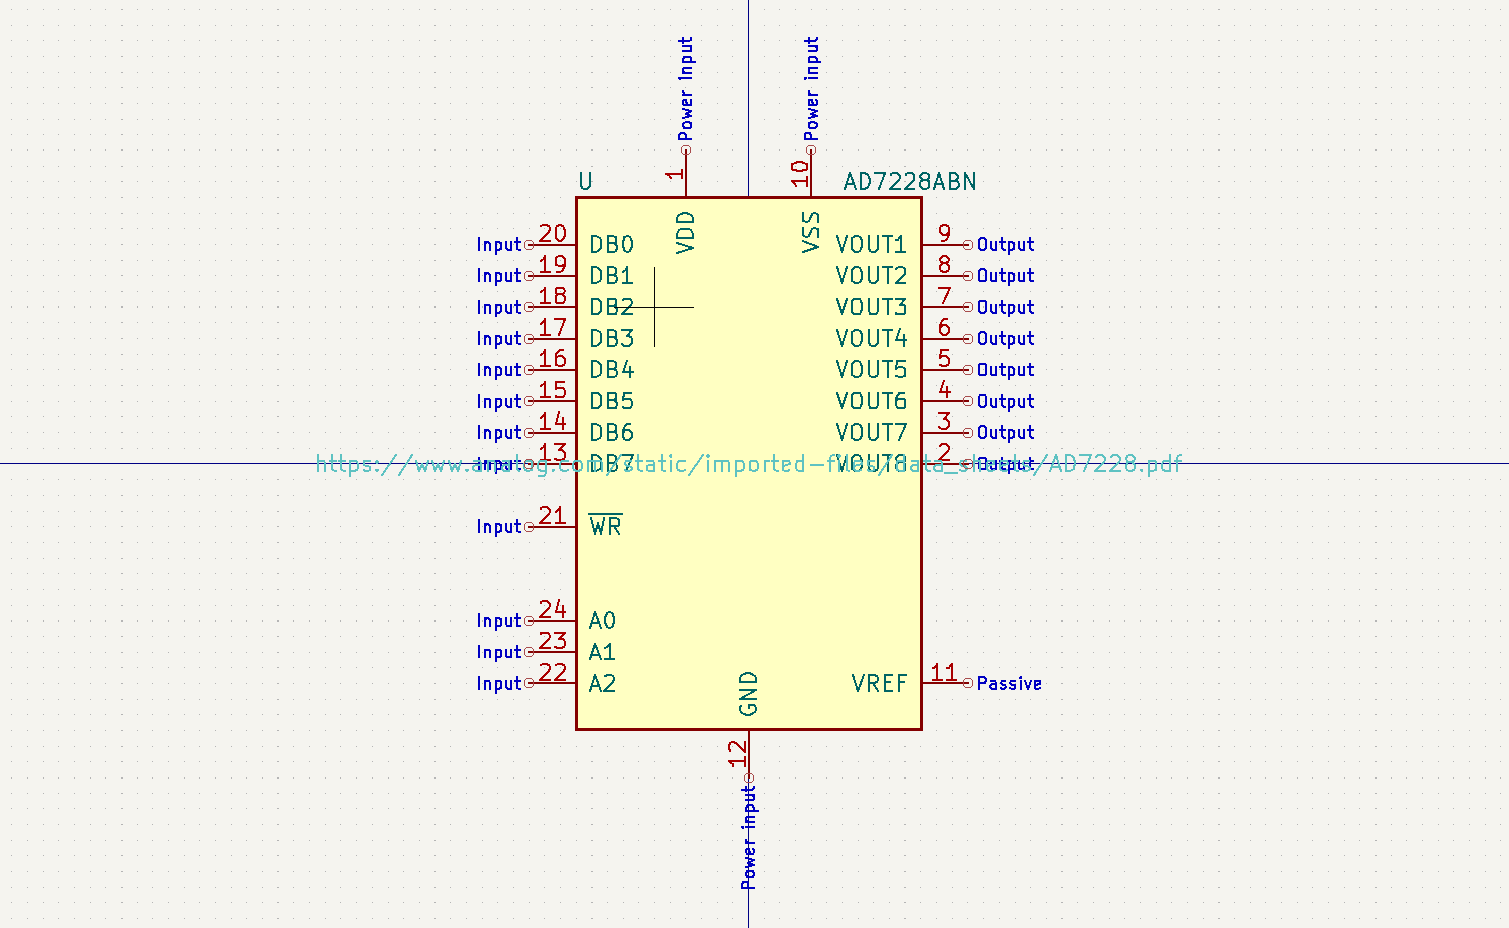 Power input
Power input
1
10
U
AD7228ABN
VDD
VSS
Input 20 DB0
VOUT1 9 Output
Input 19 DB1
VOUT2 8 Output
Input 18 DB2
VOUT3 7 Output
Input 17 DB3
VOUT4 6 Output
Input 16 DB4
VOUT5 5 Output
Input 15 DB5
VOUT6 4 Output
Input 14 DB6
VOUT7 3 Output
Input 13 DB7
VOUT8 2 Output
https://www.analog.com/static/imported-files/data_sheets/AD7228.pdf
Input 21 WR
Input 24 A0
Input 23 A1
Input 22 A2
VREF 11 Passive
GND
12
Power input